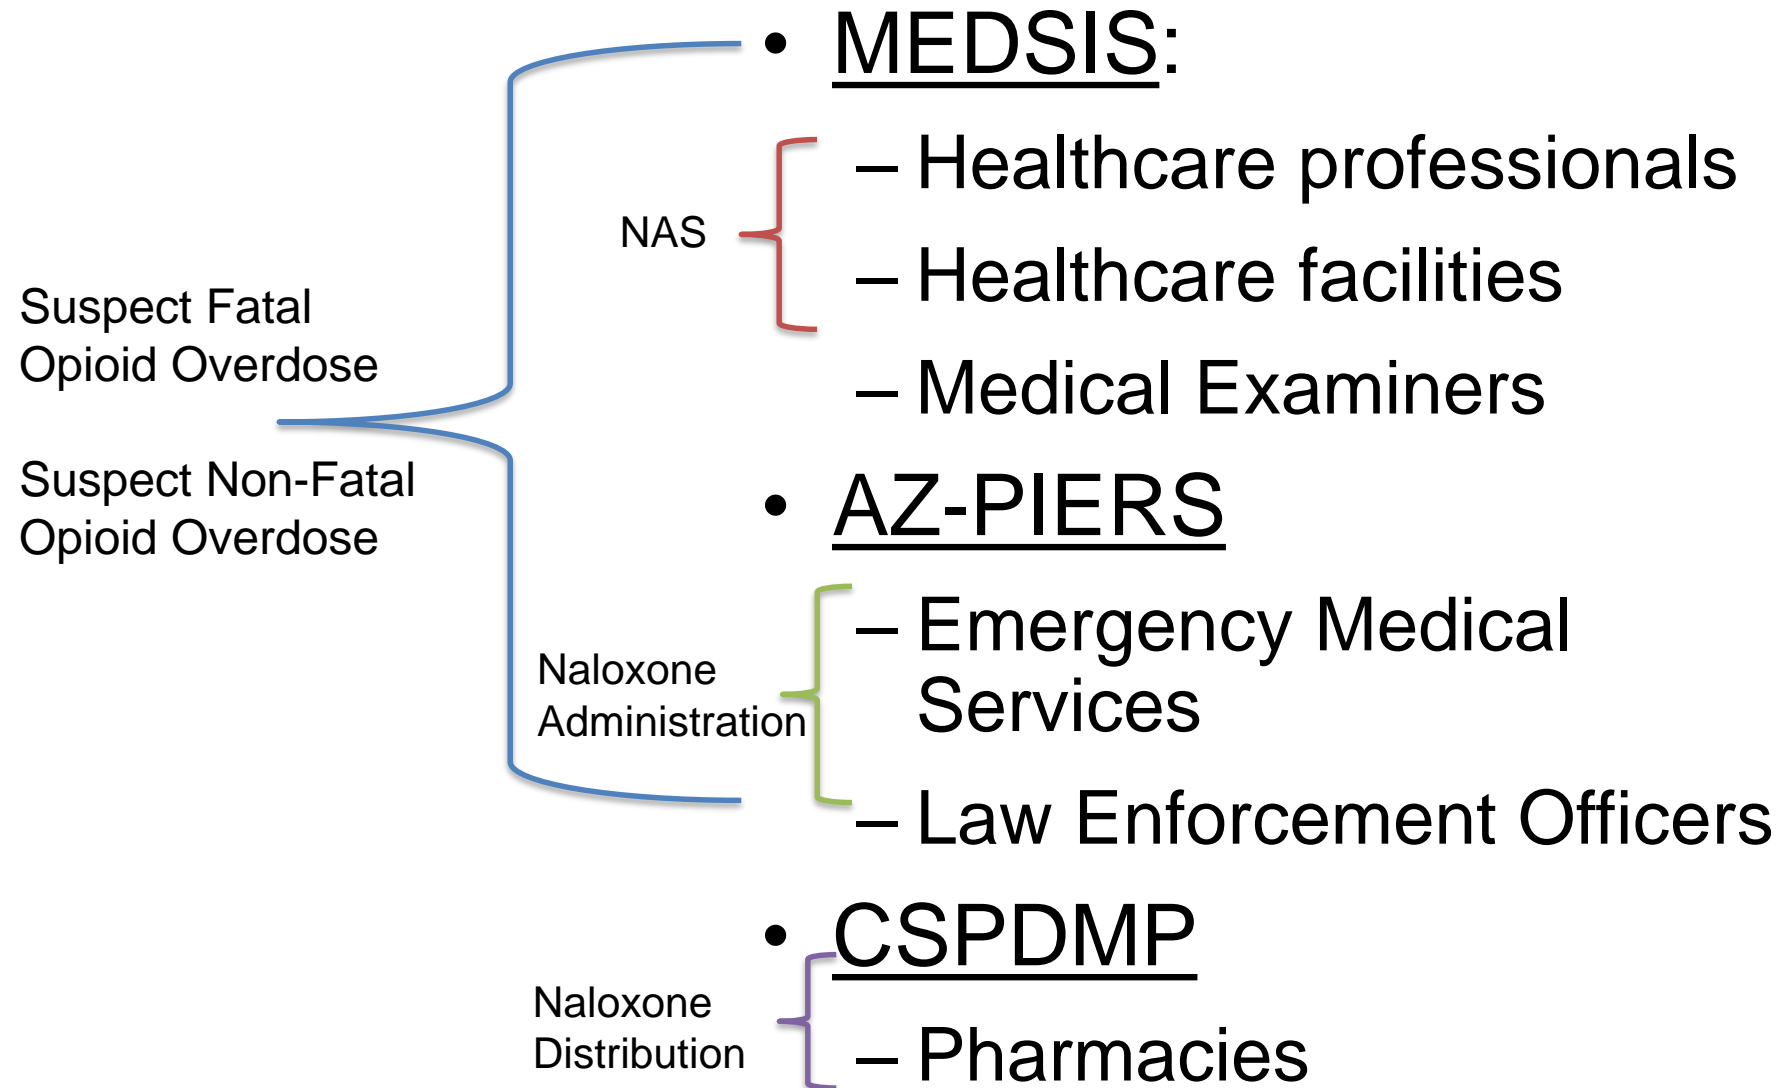 • MEDSIS:
– Healthcare professionals
NAS
– Healthcare facilities
Suspect Fatal
Opioid Overdose
– Medical Examiners
Suspect Non-Fatal
Opioid Overdose
• AZ-PIERS
– Emergency Medical
Services
Naloxone
Administration
– Law Enforcement Officers
• CSPDMP
Naloxone
Distribution
– Pharmacies